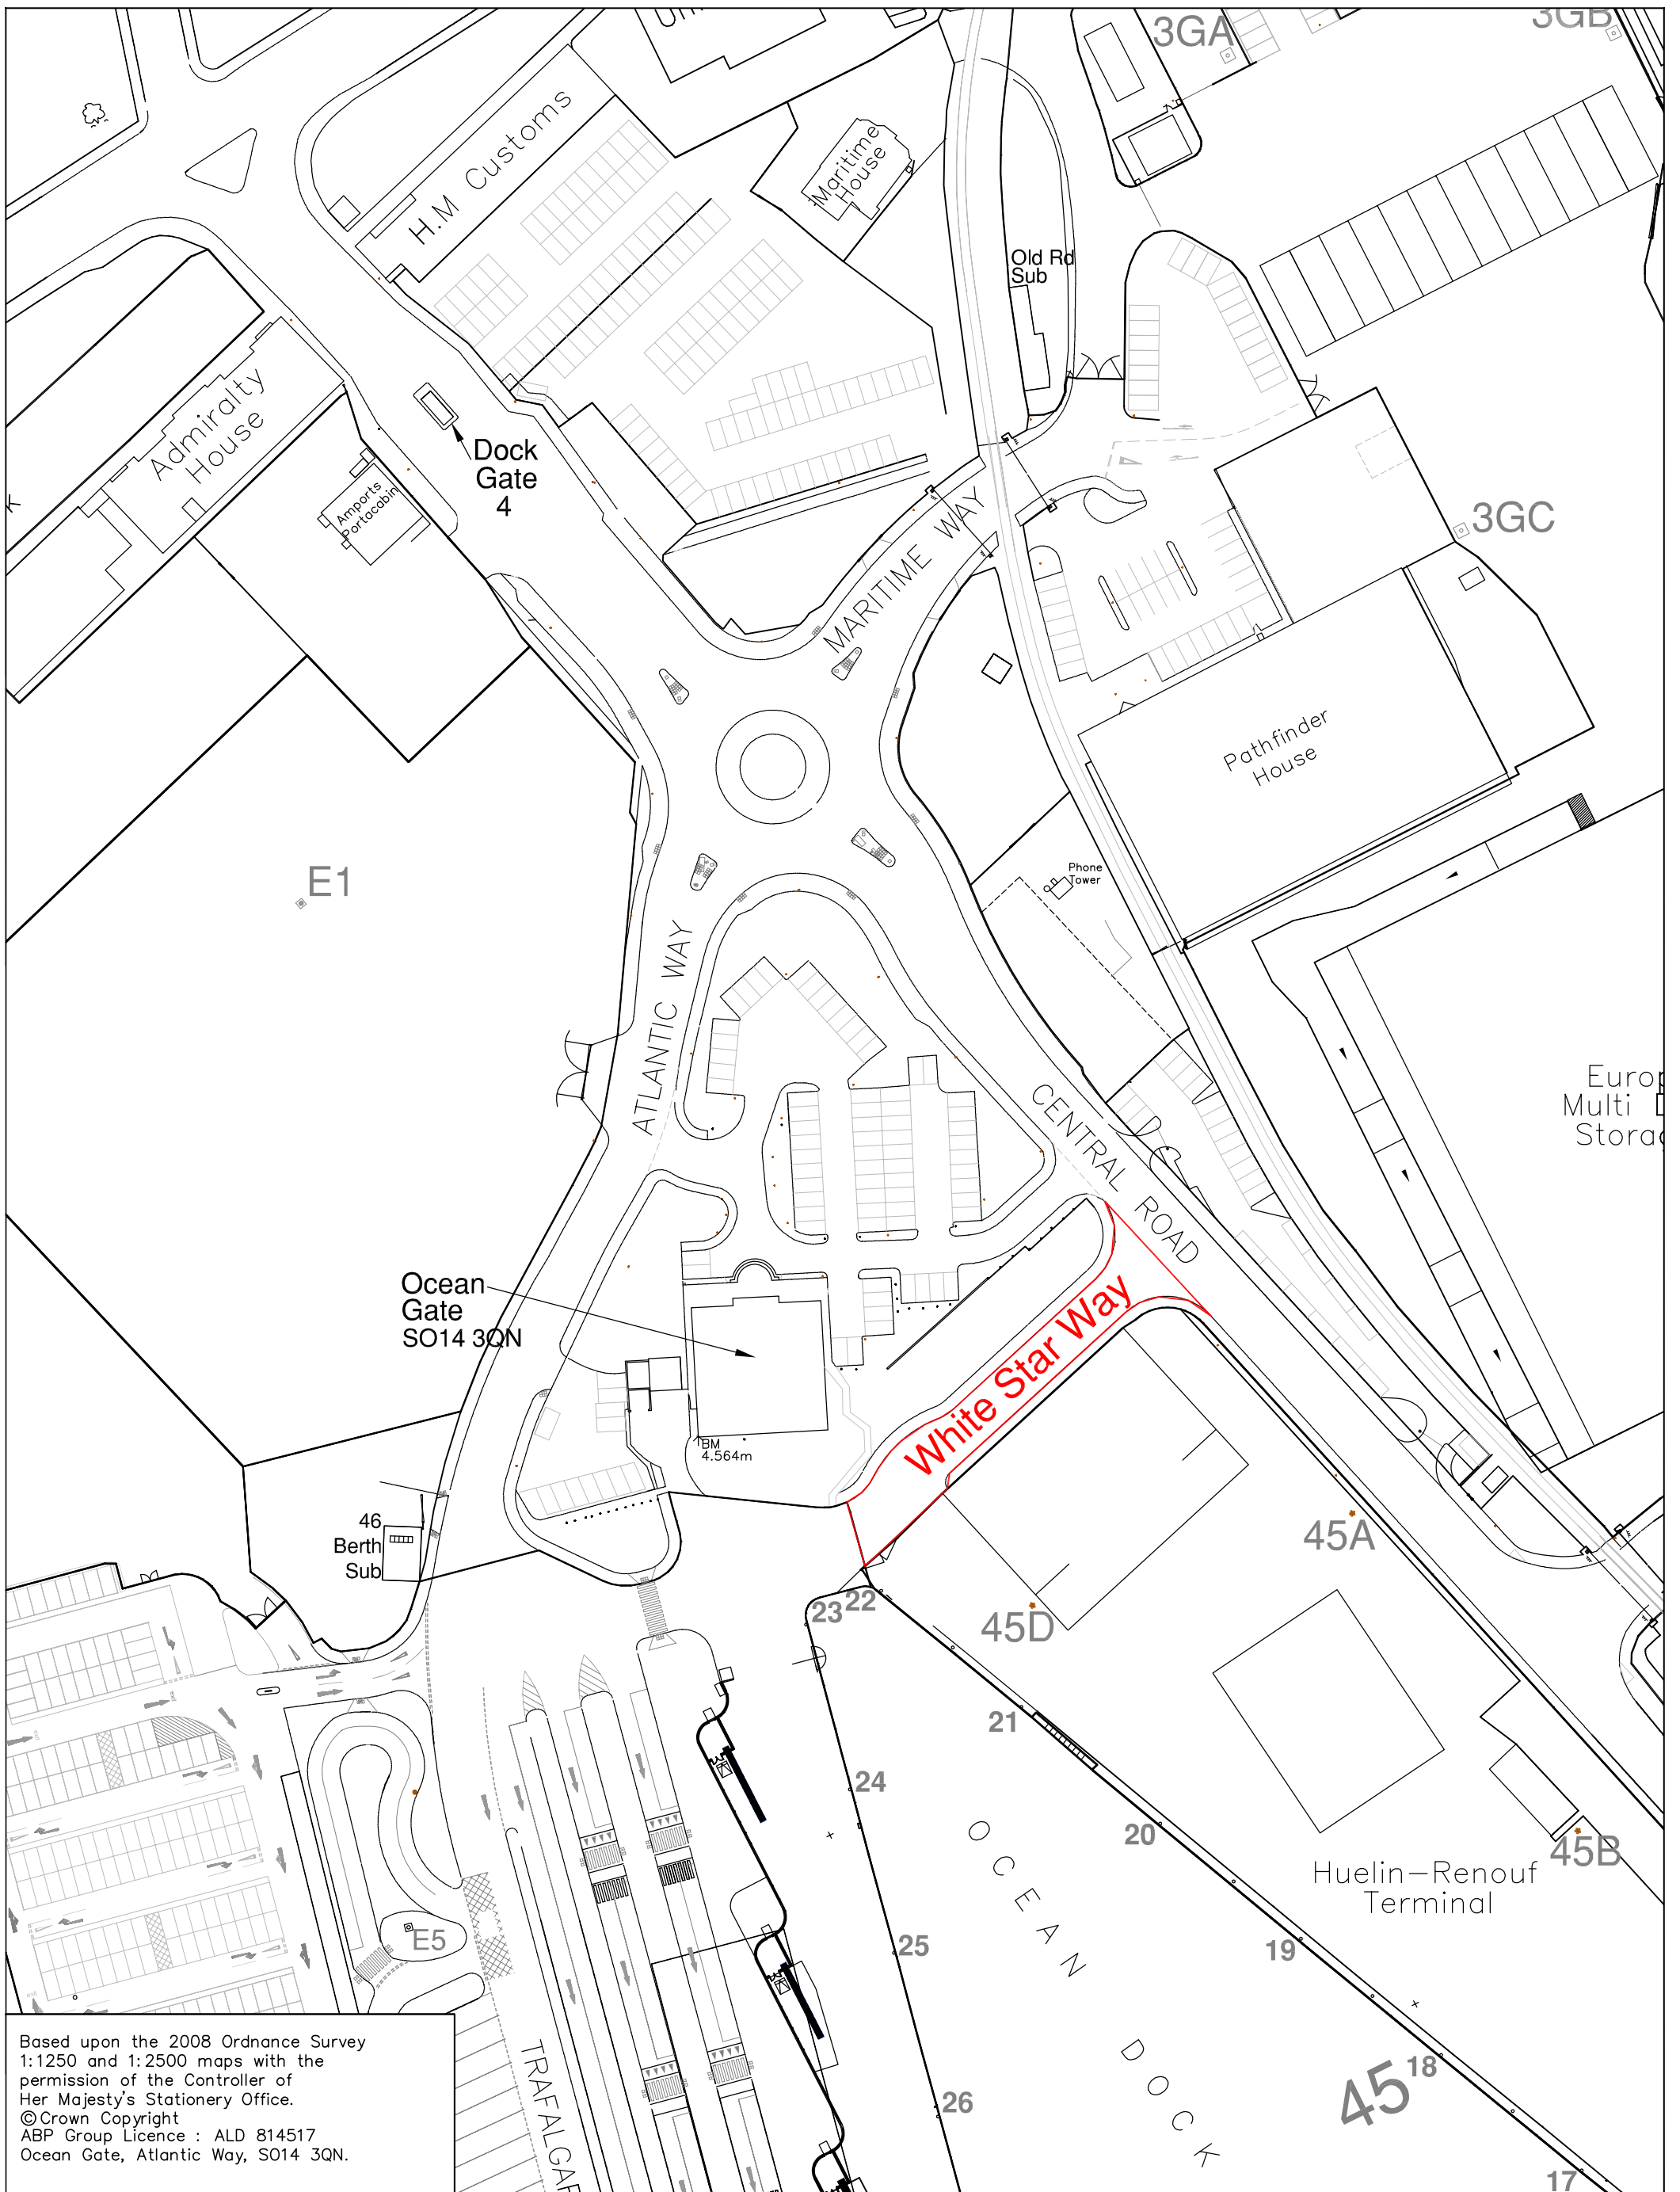 3GA
3GB
H.M Customs
Maritime
House
Old Rd
Sub
Admiralty
House
Dock
Gate
4
Amports
Portacabin
3GC
MARITIME WAY
Pathfinder
House
E1
Phone
Tower
ATLANTIC WAY
CENTRAL ROAD
Multi
Ocean
Gate
SO14 3QN
White Star Way
BM
4.564m
46
Berth
Sub
45A
45D
23
22
21
24
20
45B
Huelin-Renouf
Terminal
OCEAN DOCK
25
19
E5
26
18
45
17
Based upon the 2008 Ordnance Survey
1:1250 and 1:2500 maps with the
permission of the Controller of
Her Majesty's Stationery Office.
©Crown Copyright
ABP Group Licence : ALD 814517
Ocean Gate, Atlantic Way, SO14 3QN.